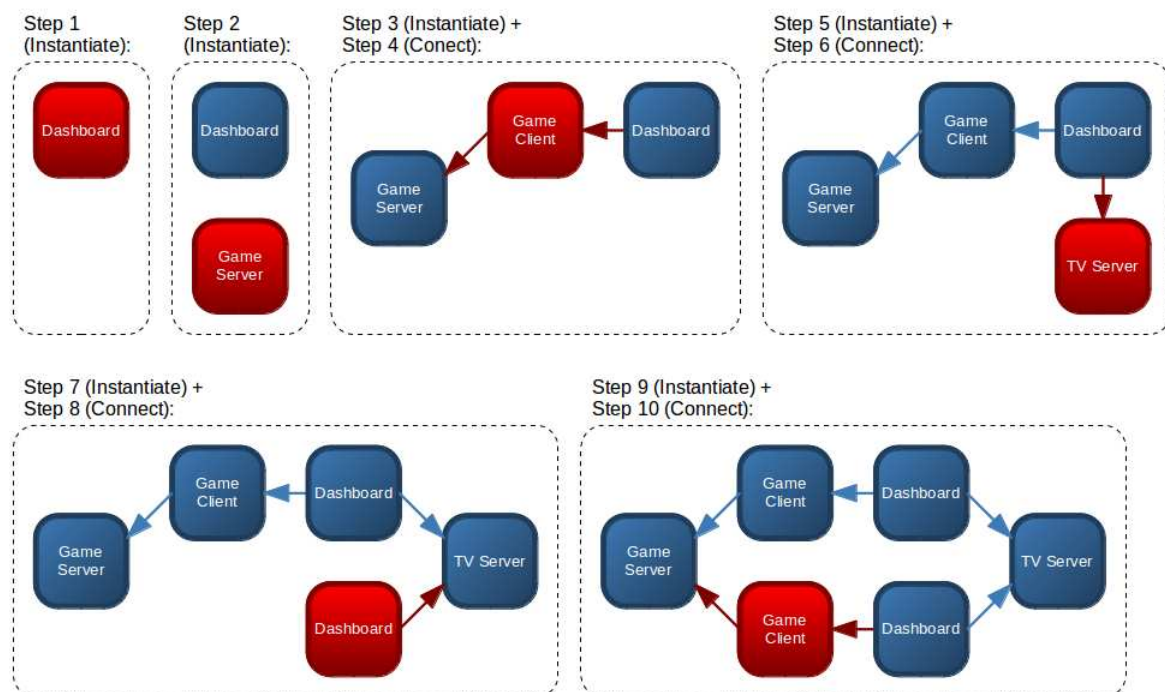 Step 1
(Instantiate):
Dashboard
Step 2
(Instantiate):
Dashboard
Game
Server
Step 3 (Instantiate) +
Step 4 (Conect):
Game
Client
Dashboard
Game
Server
Step 5 (Instantiate) +
Step 6 (Connect):
Game
Client
Dashboard
Game
Server
TV Server
Step 7 (Instantiate) +
Step 8 (Connect):
Game
Client
Dashboard
Game
Server
TV Server
Dashboard
Step 9 (Instantiate) +
Step 10 (Connect):
Game
Client
Dashboard
Game
Server
TV Server
Game
Client
Dashboard